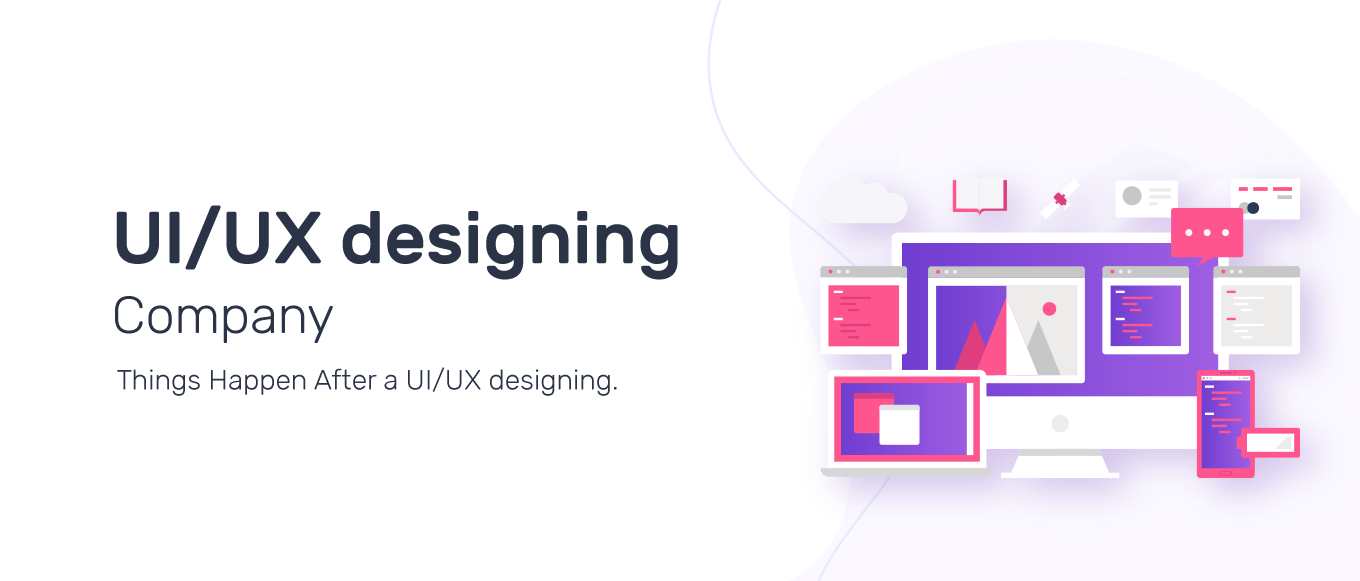 UI/UX designing
Company
Things Happen After a UI/UX designing.